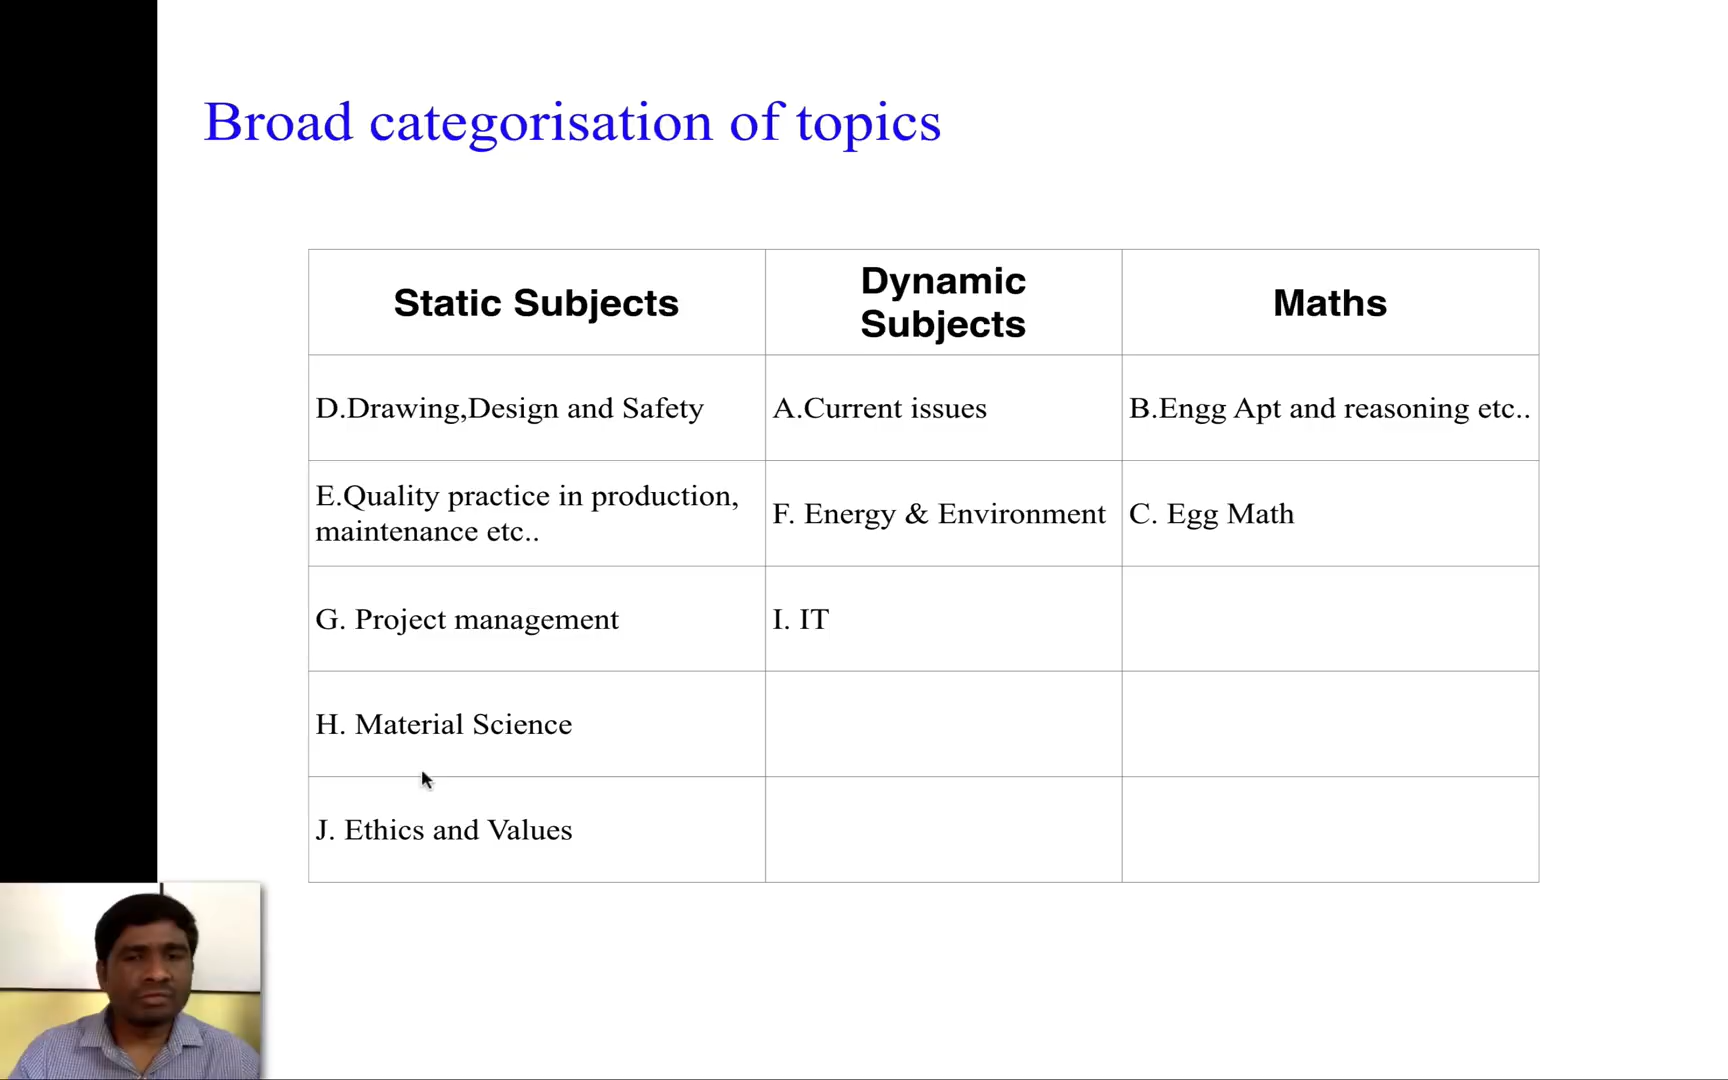 Broad categorisation of topics
Static Subjects
Dynamic
Subjects
Maths
D.Drawing,Design and Safety
A.Current issues
B.Engg Apt and reasoning etc..
E.Quality practice in production,
maintenance etc..
F. Energy & Environment
C. Egg Math
G. Project management
I. IT
H. Material Science
J. Ethics and Values